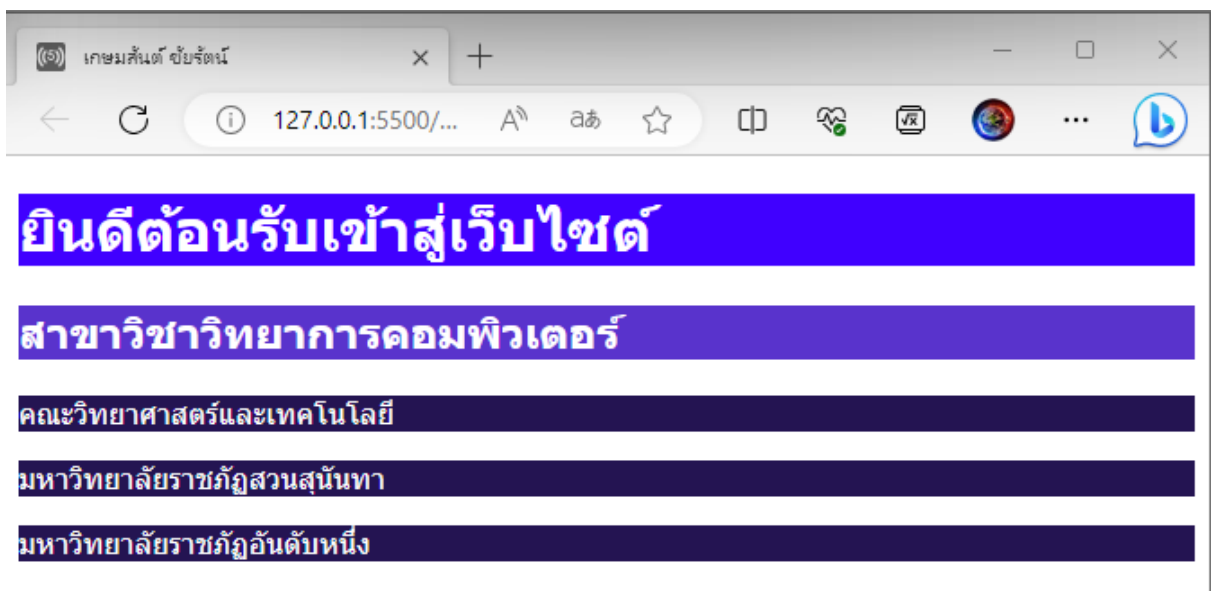 ((5)) เกษมสันต์ ชัยรัตน์
127.0.0.1:5500/...
ยินดีต้อนรับเข้าสู่เว็บไซต์
สาขาวิชาวิทยาการคอมพิวเตอร์
คณะวิทยาศาสตร์และเทคโนโลยี
มหาวิทยาลัยราชภัฏสวนสุนันทา
มหาวิทยาลัยราชภัฏอันดับหนึ่ง